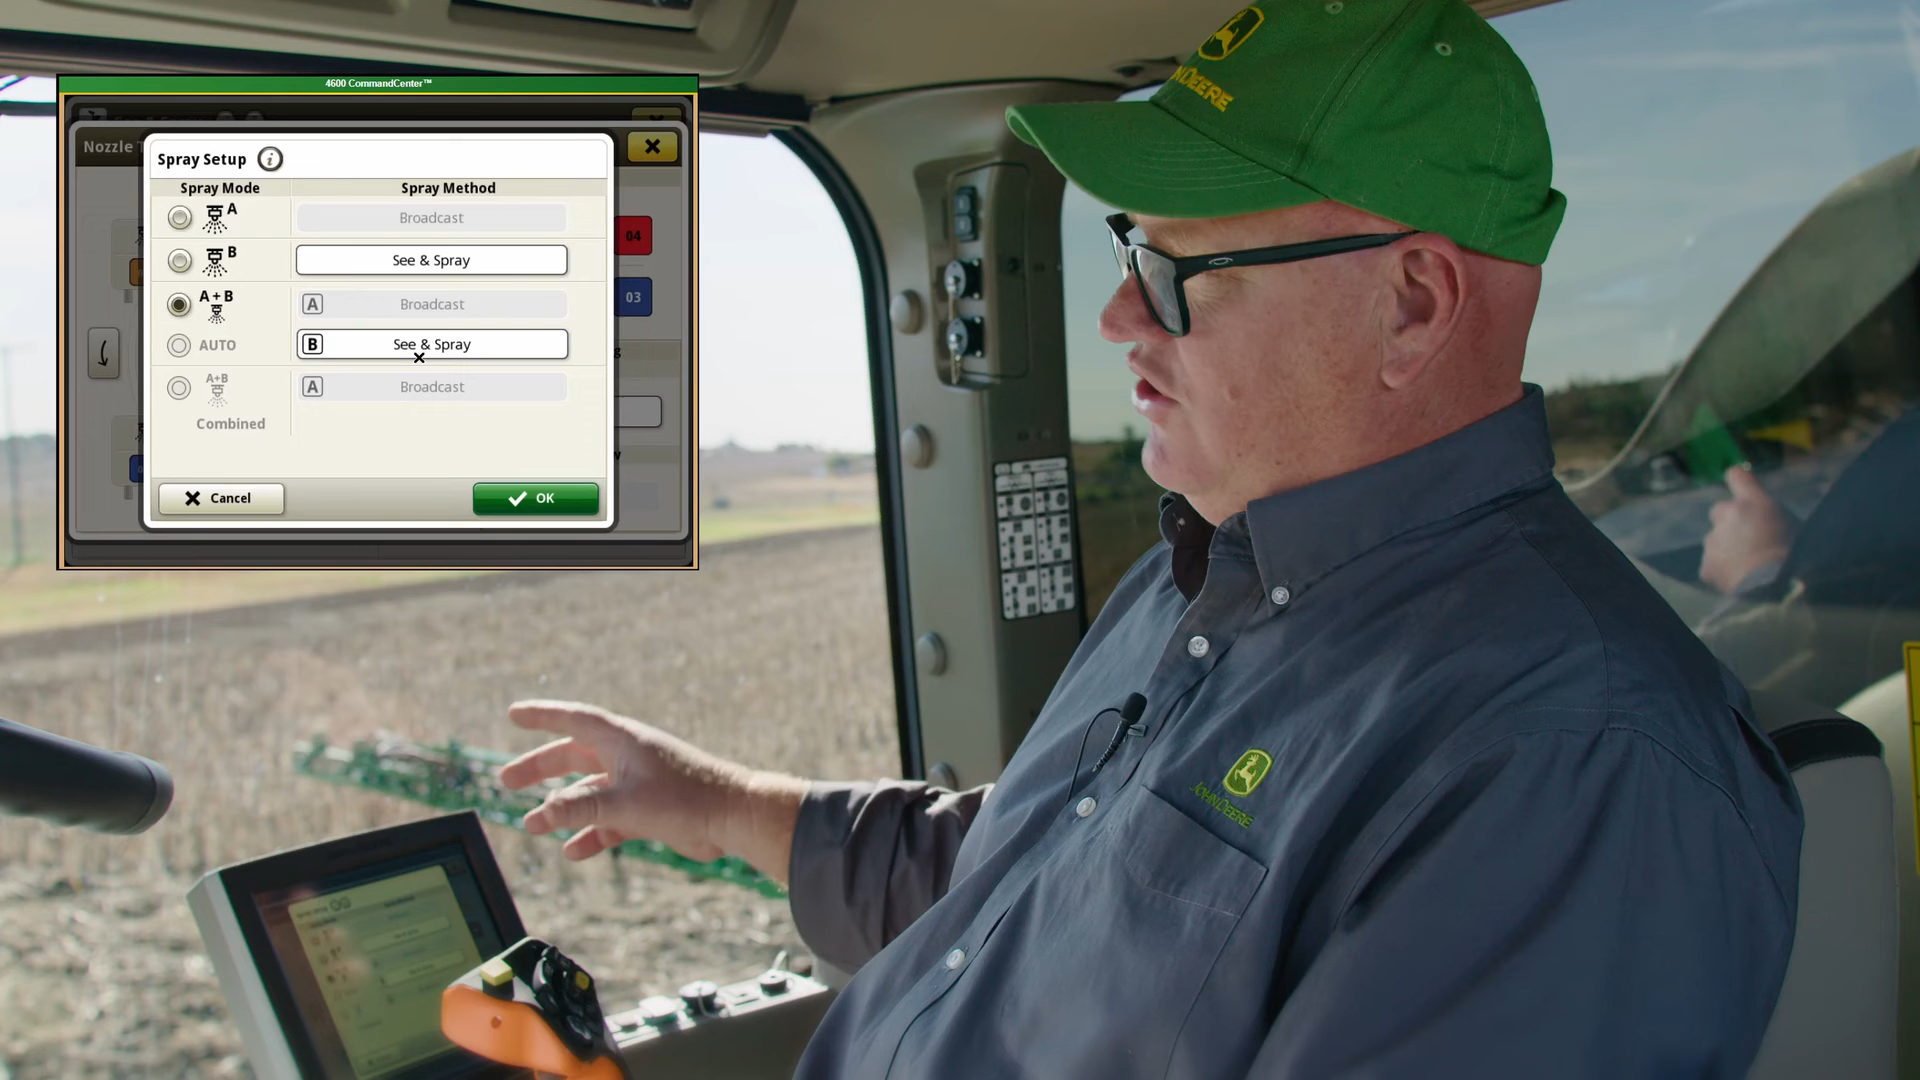 4600 CommandCenter™
Nozzle
Spray Setup
Spray Mode
Spray Method
A
Broadcast
B
See & Spray
A + B
A
Broadcast
AUTO
B
See & Spray
A+B
Combined
A
Broadcast
Cancel
OK
04
03
DEERE
JOHN DEERE